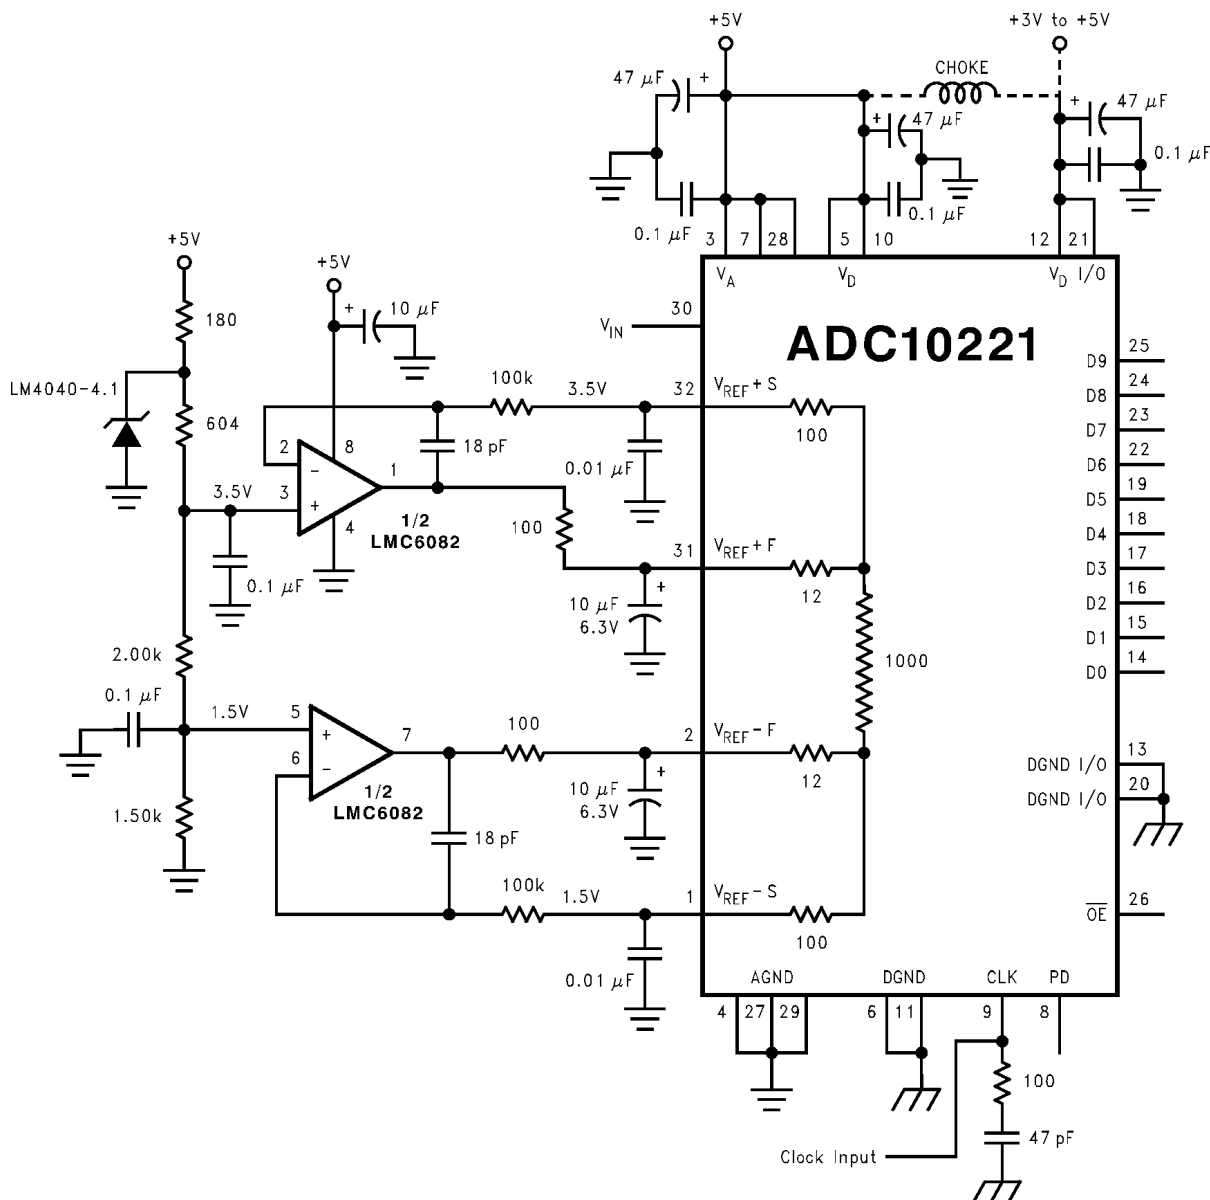 +5V
+3V to +5V
CHOKE
47 µF
+
+
47 µF
+
47 µF
0.1 µF
0.1 µF
0.1 µF
3
7
28
5
10
12
21
V_A
V_D
V_D I/O
+5V
180
LM4040-4.1
604
+5V
+
10 µF
V_IN
30
ADC10221
100k
3.5V
32
V_REF+S
100
18 pF
0.01 µF
2
−
8
3.5V
3
+
1
4
1/2
LMC6082
0.1 µF
100
31
V_REF+F
12
+
10 µF
6.3V
1000
2.00k
0.1 µF
1.5V
5
+
6
−
7
1/2
LMC6082
1.50k
100
2
V_REF−F
12
+
10 µF
6.3V
18 pF
100k
1.5V
1
V_REF−S
100
0.01 µF
D9
25
D8
24
D7
23
D6
22
D5
19
D4
18
D3
17
D2
16
D1
15
D0
14
DGND I/O
13
DGND I/O
20
OE
26
AGND
DGND
CLK
PD
4
27
29
6
11
9
8
100
47 pF
Clock Input